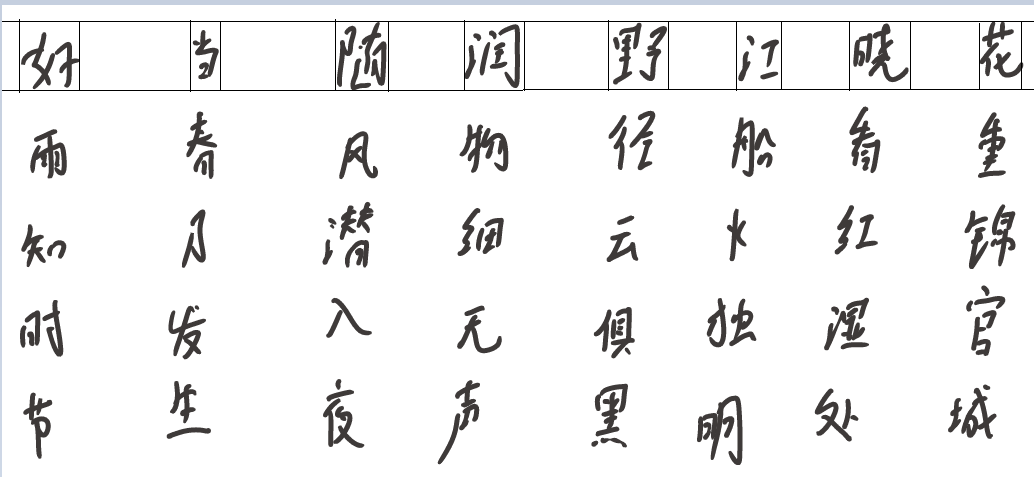 好雨知时节
当春乃发生
随风潜入夜
润物细无声
野径云俱黑
江船火独明
晓看红湿处
花重锦官城